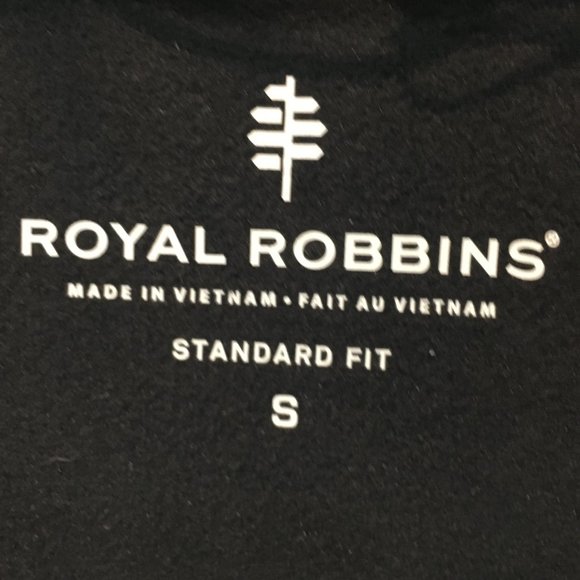 ROYAL ROBBINS®
MADE IN VIETNAM • FAIT AU VIETNAM
STANDARD FIT
S